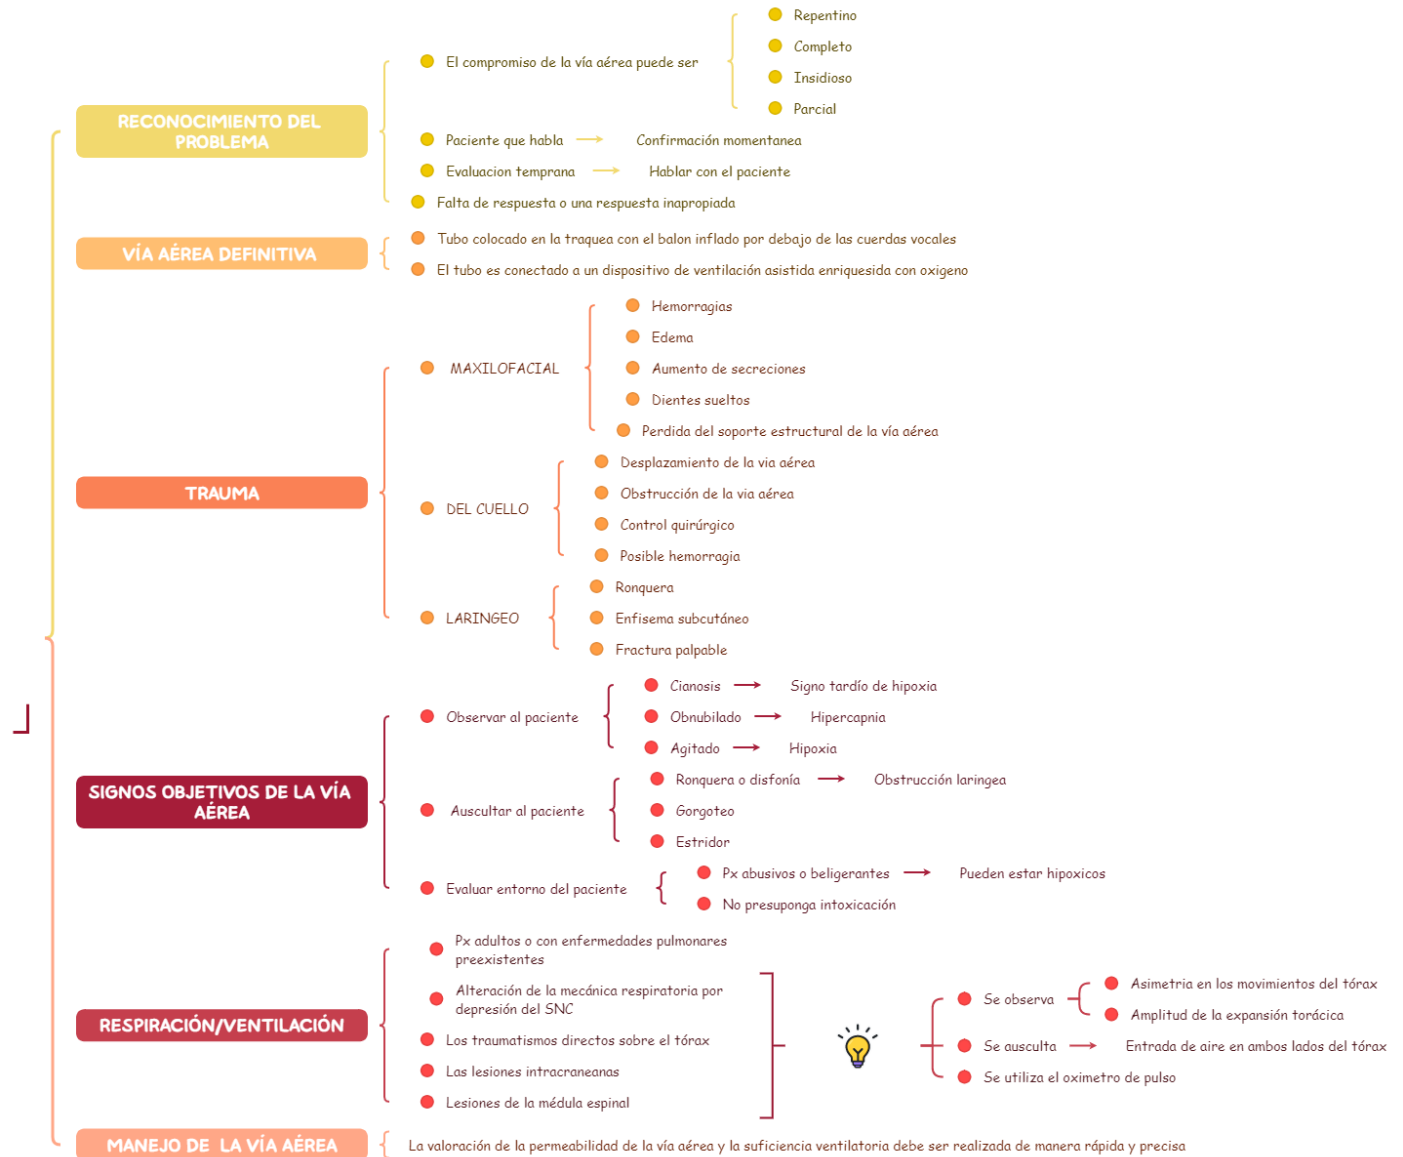 RECONOCIMIENTO DEL
PROBLEMA
El compromiso de la vía aérea puede ser
Repentino
Completo
Insidioso
Parcial
Paciente que habla
Confirmación momentanea
Evaluacion temprana
Hablar con el paciente
Falta de respuesta o una respuesta inapropiada
VÍA AÉREA DEFINITIVA
Tubo colocado en la traquea con el balon inflado por debajo de las cuerdas vocales
El tubo es conectado a un dispositivo de ventilación asistida enriquesida con oxigeno
TRAUMA
MAXILOFACIAL
Hemorragias
Edema
Aumento de secreciones
Dientes sueltos
Perdida del soporte estructural de la vía aérea
DEL CUELLO
Desplazamiento de la via aérea
Obstrucción de la via aérea
Control quirúrgico
Posible hemorragia
LARINGEO
Ronquera
Enfisema subcutáneo
Fractura palpable
SIGNOS OBJETIVOS DE LA VÍA
AÉREA
Observar al paciente
Cianosis
Signo tardío de hipoxia
Obnubilado
Hipercapnia
Agitado
Hipoxia
Auscultar al paciente
Ronquera o disfonía
Obstrucción laringea
Gorgoteo
Estridor
Evaluar entorno del paciente
Px abusivos o beligerantes
Pueden estar hipoxicos
No presuponga intoxicación
RESPIRACIÓN/VENTILACIÓN
Px adultos o con enfermedades pulmonares
preexistentes
Alteración de la mecánica respiratoria por
depresión del SNC
Los traumatismos directos sobre el tórax
Las lesiones intracraneanas
Lesiones de la médula espinal
Se observa
Asimetria en los movimientos del tórax
Amplitud de la expansión torácica
Se ausculta
Entrada de aire en ambos lados del tórax
Se utiliza el oximetro de pulso
MANEJO DE LA VÍA AÉREA
La valoración de la permeabilidad de la vía aérea y la suficiencia ventilatoria debe ser realizada de manera rápida y precisa